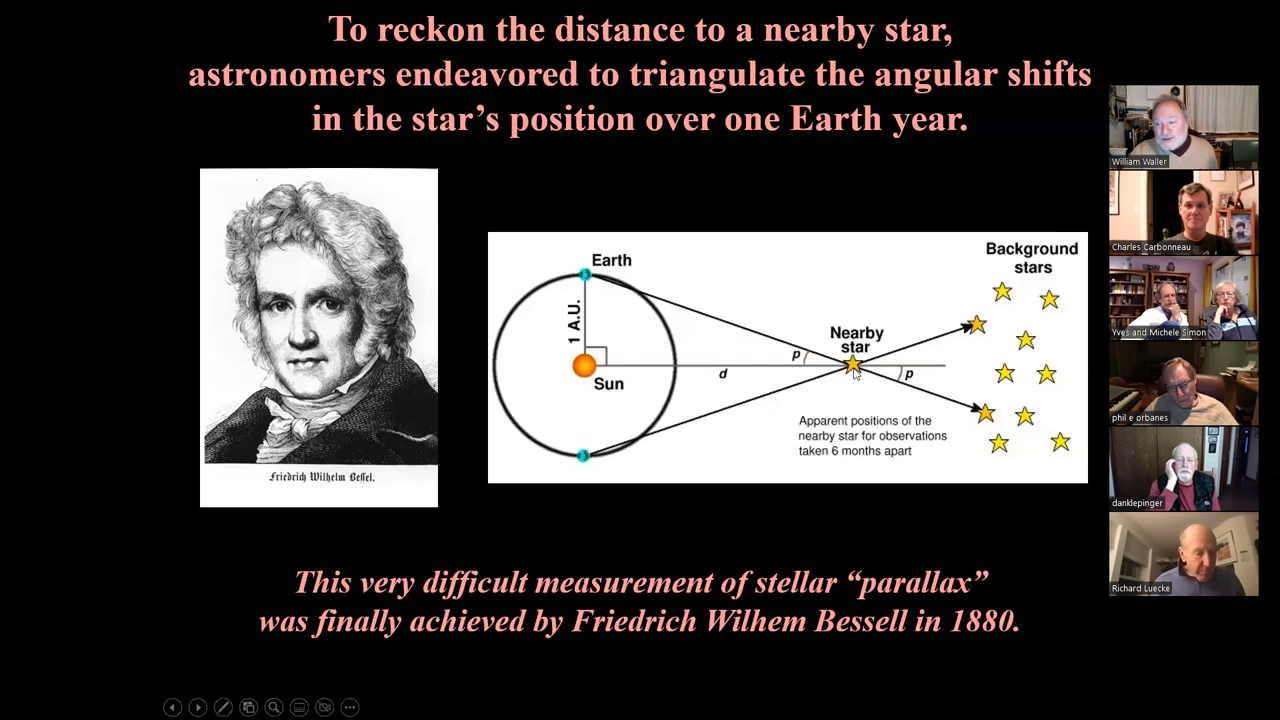 To reckon the distance to a nearby star,
astronomers endeavored to triangulate the angular shifts
in the star’s position over one Earth year.
Friedrich Wilhelm Bessel.
Earth
1 A.U.
Sun
d
p
Nearby
star
p
Background
stars
Apparent positions of the
nearby star for observations
taken 6 months apart
This very difficult measurement of stellar “parallax”
was finally achieved by Friedrich Wilhem Bessell in 1880.
William Waller
Charles Carbonneau
Yves and Michele Simon
phil e orbanes
danklepinger
Richard Luecke